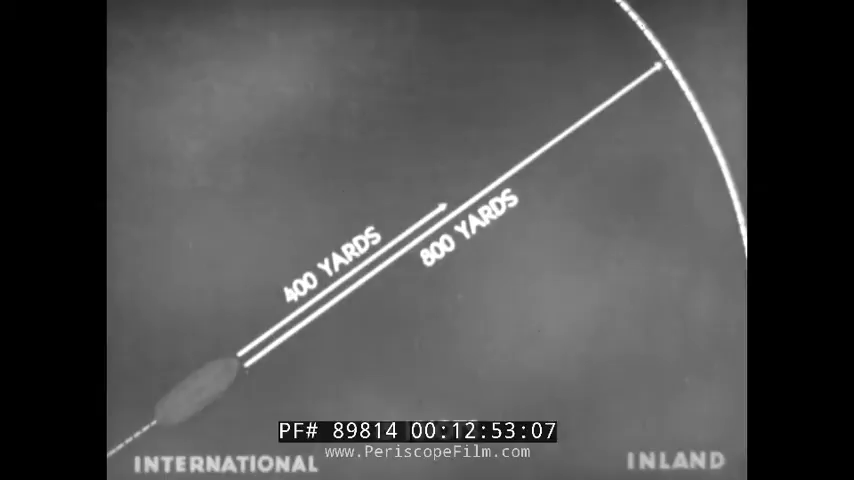 400 YARDS
800 YARDS
PF# 89814 00:12:53:07
www.PeriscopeFilm.com
INTERNATIONAL
INLAND